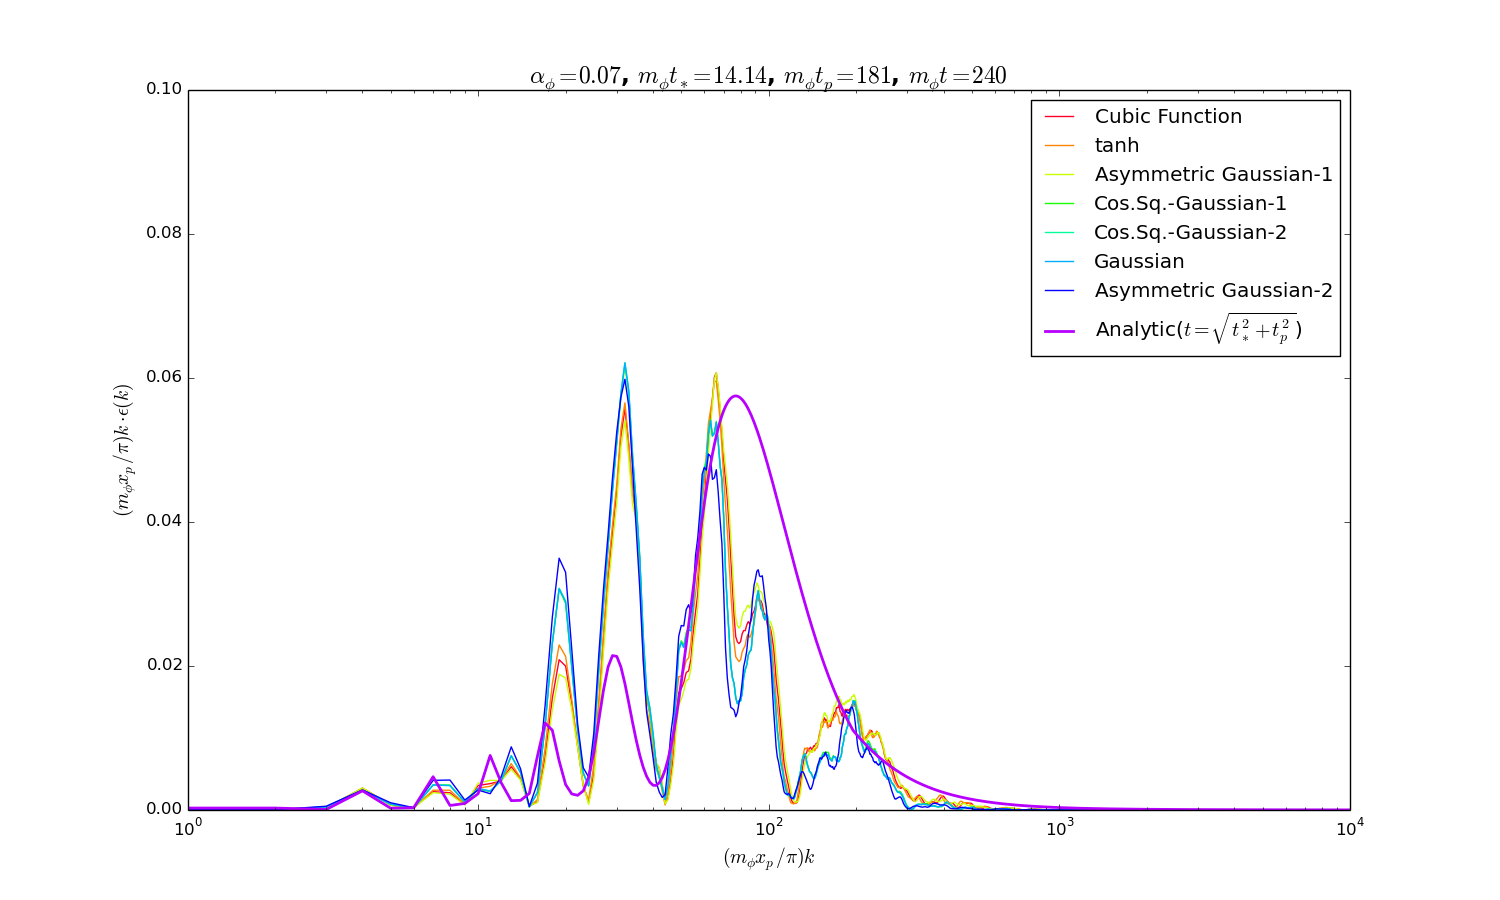 α_ϕ=0.07, m_ϕt_*=14.14, m_ϕt_p=181, m_ϕt=240
0.10
0.08
0.06
0.04
0.02
0.00
(m_ϕx_p/π)k·ϵ(k)
Cubic Function
tanh
Asymmetric Gaussian-1
Cos.Sq.-Gaussian-1
Cos.Sq.-Gaussian-2
Gaussian
Asymmetric Gaussian-2
Analytic(t=√(t_*^2+t_p^2))
10^0 10^1 10^2 10^3 10^4
(m_ϕx_p/π)k